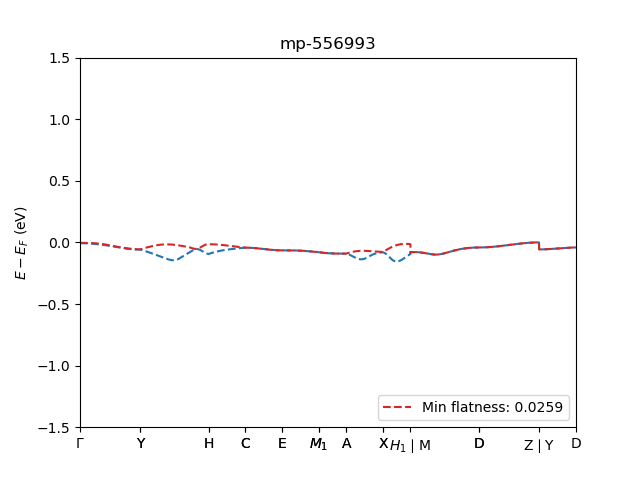 mp-556993
E − E_F (eV)
1.5
1.0
0.5
0.0
−0.5
−1.0
−1.5
Min flatness: 0.0259
Γ Y H C E M_1 A X H_1 | M D Z | Y D